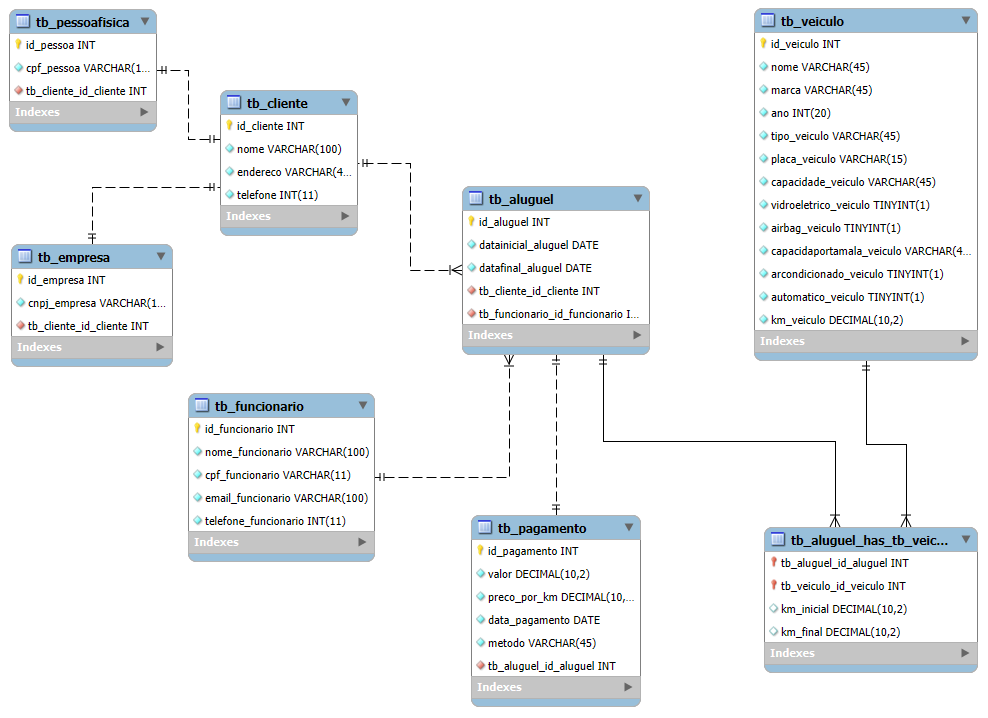 tb_pessoafisica
id_pessoa INT
cpf_pessoa VARCHAR(1...
tb_cliente_id_cliente INT
Indexes
tb_cliente
id_cliente INT
nome VARCHAR(100)
endereco VARCHAR(4...
telefone INT(11)
Indexes
tb_empresa
id_empresa INT
cnpj_empresa VARCHAR(1...
tb_cliente_id_cliente INT
Indexes
tb_aluguel
id_aluguel INT
datainicial_aluguel DATE
datafinal_aluguel DATE
tb_cliente_id_cliente INT
tb_funcionario_id_funcionario I...
Indexes
tb_veiculo
id_veiculo INT
nome VARCHAR(45)
marca VARCHAR(45)
ano INT(20)
tipo_veiculo VARCHAR(45)
placa_veiculo VARCHAR(15)
capacidade_veiculo VARCHAR(45)
vidroeletrico_veiculo TINYINT(1)
airbag_veiculo TINYINT(1)
capacidaportamala_veiculo VARCHAR(4...
arcondicionado_veiculo TINYINT(1)
automatico_veiculo TINYINT(1)
km_veiculo DECIMAL(10,2)
Indexes
tb_funcionario
id_funcionario INT
nome_funcionario VARCHAR(100)
cpf_funcionario VARCHAR(11)
email_funcionario VARCHAR(100)
telefone_funcionario INT(11)
Indexes
tb_pagamento
id_pagamento INT
valor DECIMAL(10,2)
preco_por_km DECIMAL(10,...
data_pagamento DATE
metodo VARCHAR(45)
tb_aluguel_id_aluguel INT
Indexes
tb_aluguel_has_tb_veic...
tb_aluguel_id_aluguel INT
tb_veiculo_id_veiculo INT
km_inicial DECIMAL(10,2)
km_final DECIMAL(10,2)
Indexes